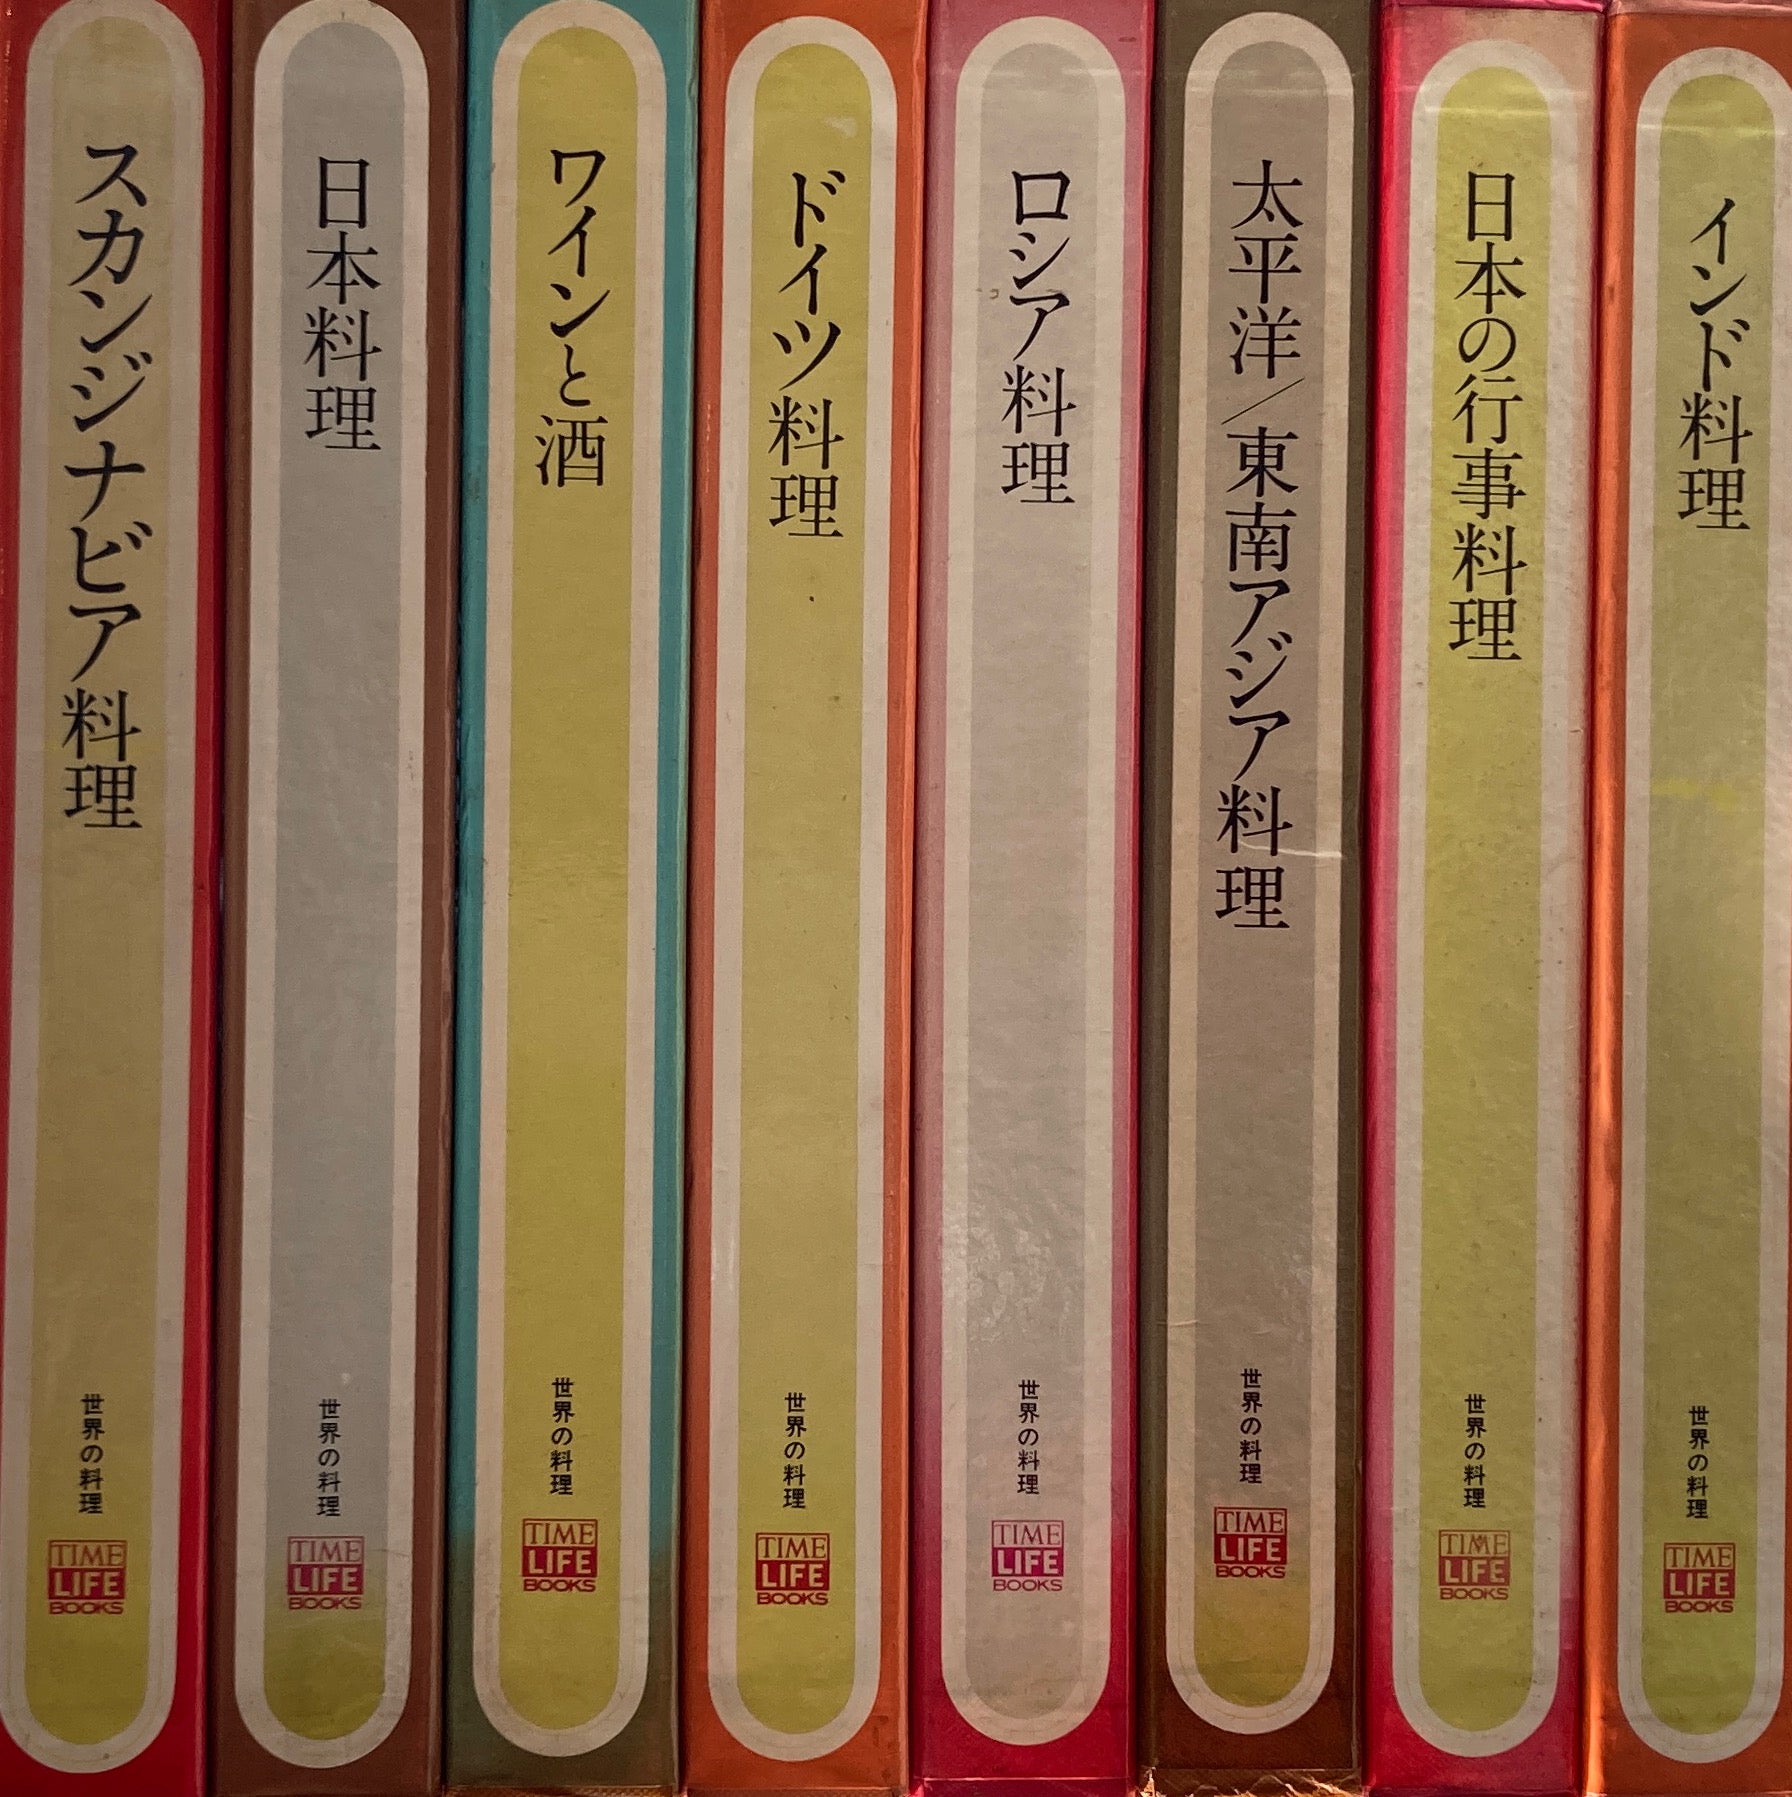 スカンジナビア料理
世界の料理
TIME
LIFE
BOOKS
日本料理
世界の料理
TIME
LIFE
BOOKS
ワインと酒
世界の料理
TIME
LIFE
BOOKS
ドイツ料理
世界の料理
TIME
LIFE
BOOKS
ロシア料理
世界の料理
TIME
LIFE
BOOKS
太平洋/東南アジア料理
世界の料理
TIME
LIFE
BOOKS
日本の行事料理
世界の料理
TIME
LIFE
BOOKS
インド料理
世界の料理
TIME
LIFE
BOOKS